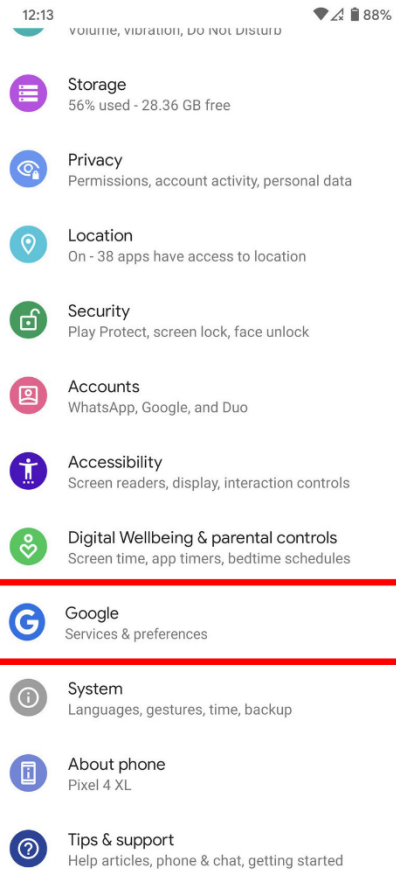 12:13
88%
Volume, vibration, Do Not Disturb
Storage
56% used - 28.36 GB free
Privacy
Permissions, account activity, personal data
Location
On - 38 apps have access to location
Security
Play Protect, screen lock, face unlock
Accounts
WhatsApp, Google, and Duo
Accessibility
Screen readers, display, interaction controls
Digital Wellbeing & parental controls
Screen time, app timers, bedtime schedules
G
Google
Services & preferences
System
Languages, gestures, time, backup
About phone
Pixel 4 XL
Tips & support
Help articles, phone & chat, getting started